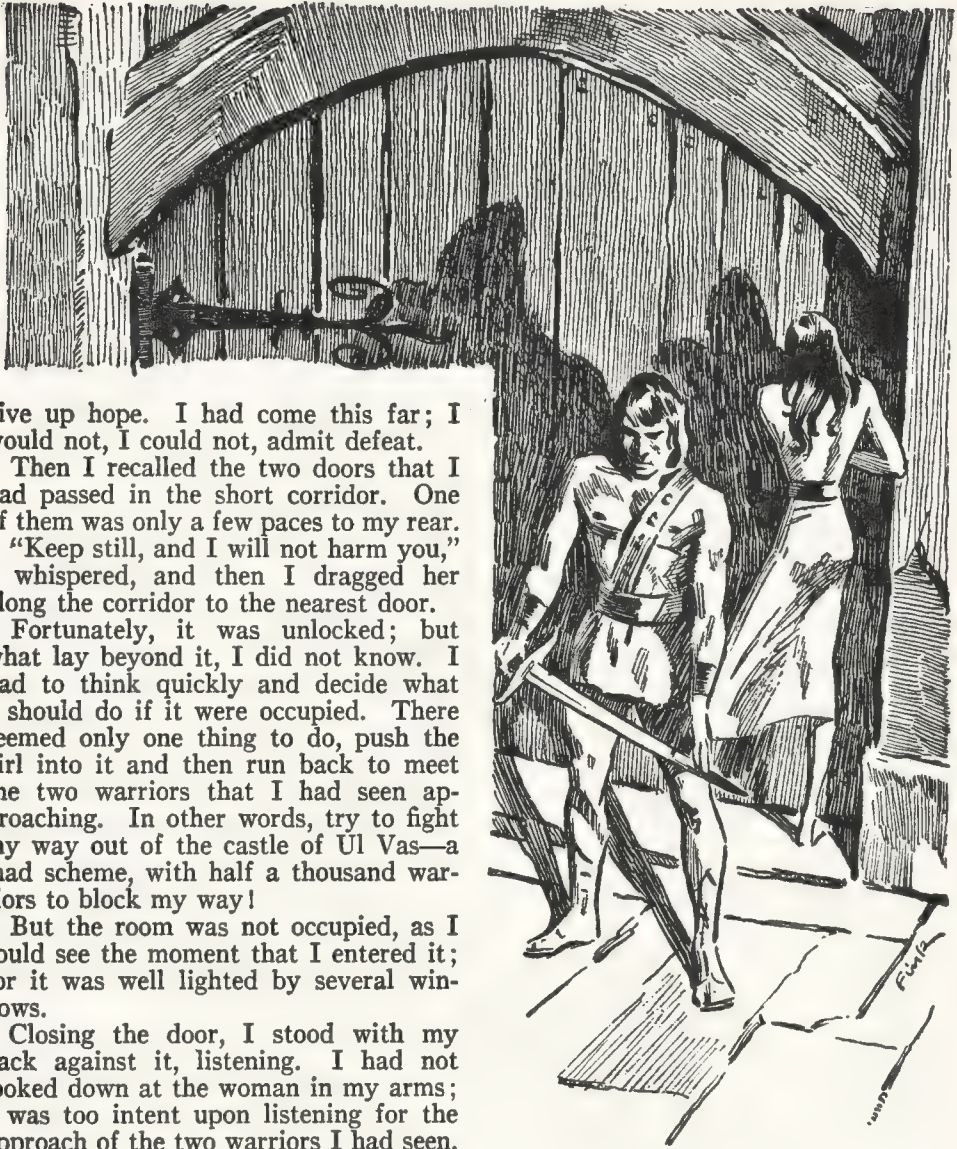 ive up hope. I had come this far; I
ould not, I could not, admit defeat.
Then I recalled the two doors that I
ad passed in the short corridor. One
f them was only a few paces to my rear.
“Keep still, and I will not harm you,”
whispered, and then I dragged her
long the corridor to the nearest door.
Fortunately, it was unlocked; but
hat lay beyond it, I did not know. I
ad to think quickly and decide what
should do if it were occupied. There
eemed only one thing to do, push the
irl into it and then run back to meet
he two warriors that I had seen ap-
roaching. In other words, try to fight
y way out of the castle of Ul Vas—a
ad scheme, with half a thousand war-
iors to block my way!
But the room was not occupied, as I
ould see the moment that I entered it;
or it was well lighted by several win-
ows.
Closing the door, I stood with my
ack against it, listening. I had not
ooked down at the woman in my arms;
was too intent upon listening for the
pproach of the two warriors I had seen.